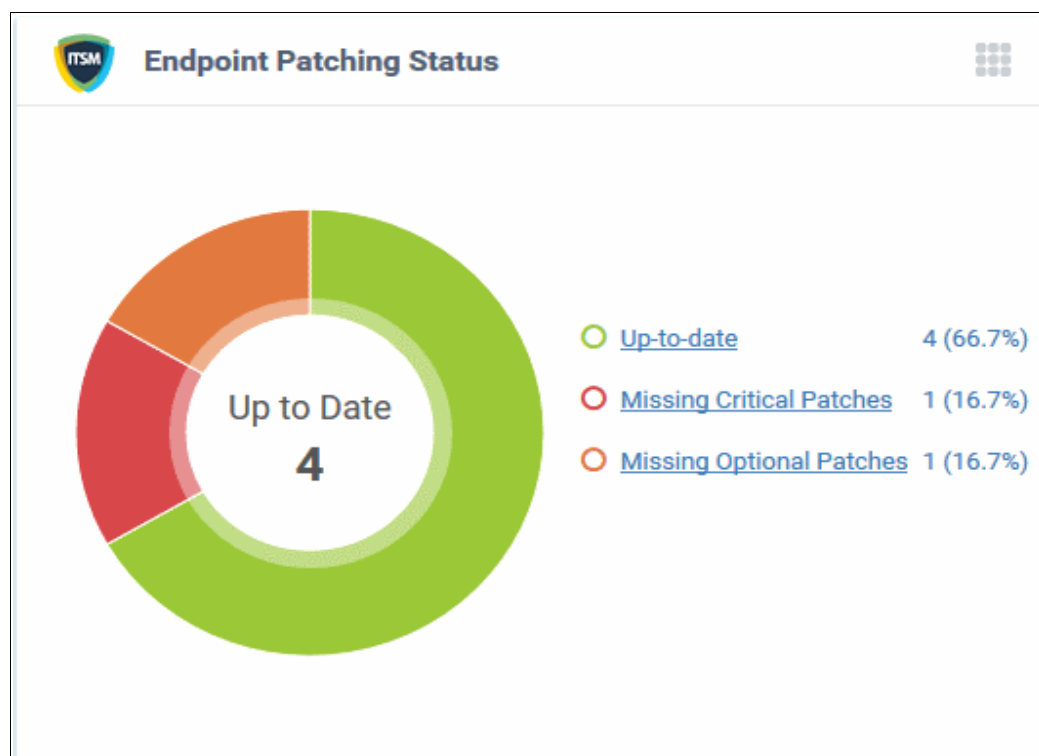 ITSM
Endpoint Patching Status
Up to Date
4
Up-to-date 4 (66.7%)
Missing Critical Patches 1 (16.7%)
Missing Optional Patches 1 (16.7%)